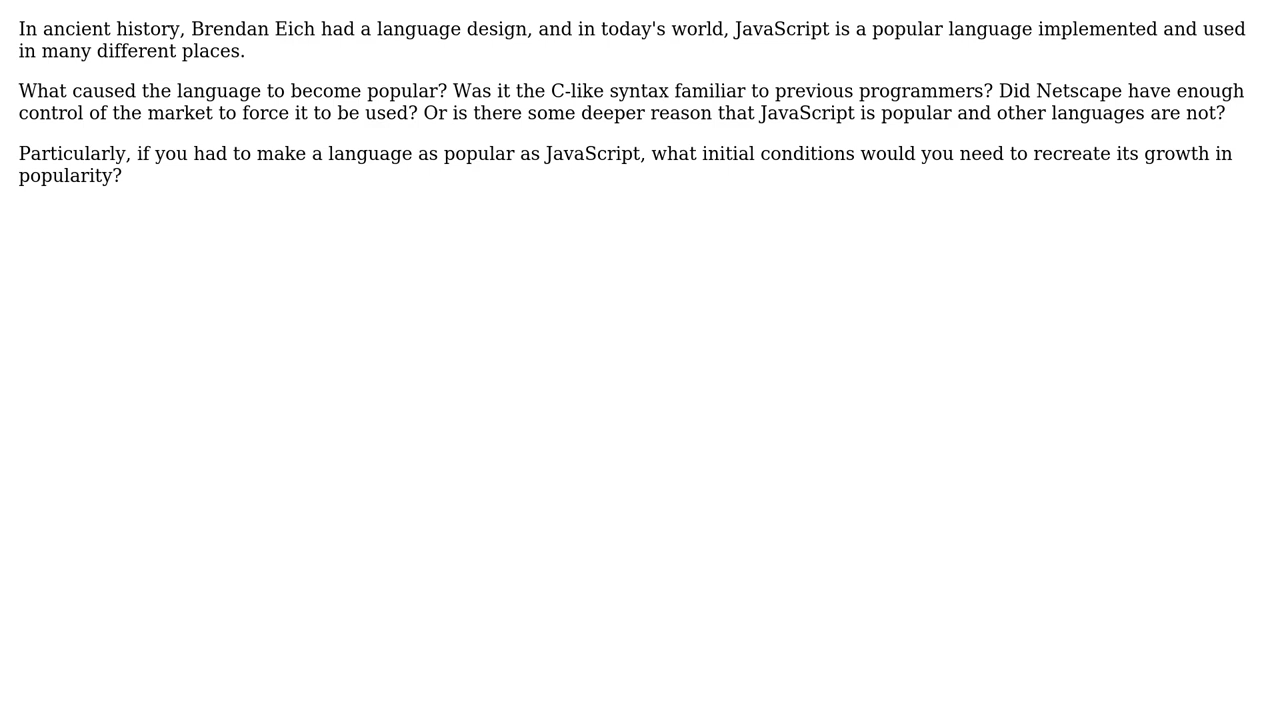 In ancient history, Brendan Eich had a language design, and in today's world, JavaScript is a popular language implemented and used
in many different places.
What caused the language to become popular? Was it the C-like syntax familiar to previous programmers? Did Netscape have enough
control of the market to force it to be used? Or is there some deeper reason that JavaScript is popular and other languages are not?
Particularly, if you had to make a language as popular as JavaScript, what initial conditions would you need to recreate its growth in
popularity?